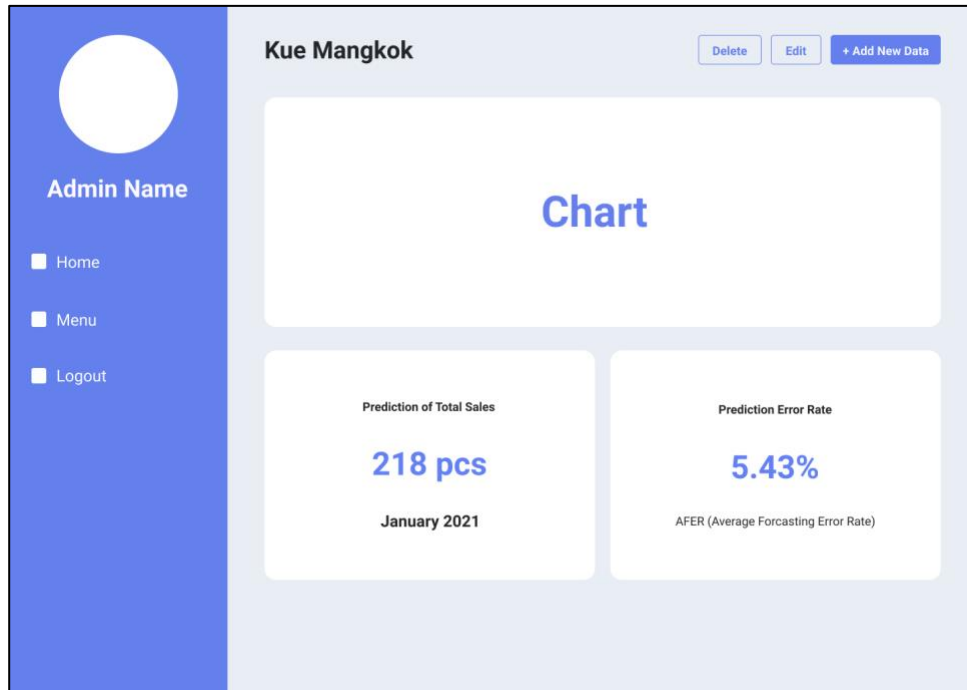 Admin Name
Home
Menu
Logout
Kue Mangkok
Delete
Edit
+ Add New Data
Chart
Prediction of Total Sales
218 pcs
January 2021
Prediction Error Rate
5.43%
AFER (Average Forcasting Error Rate)